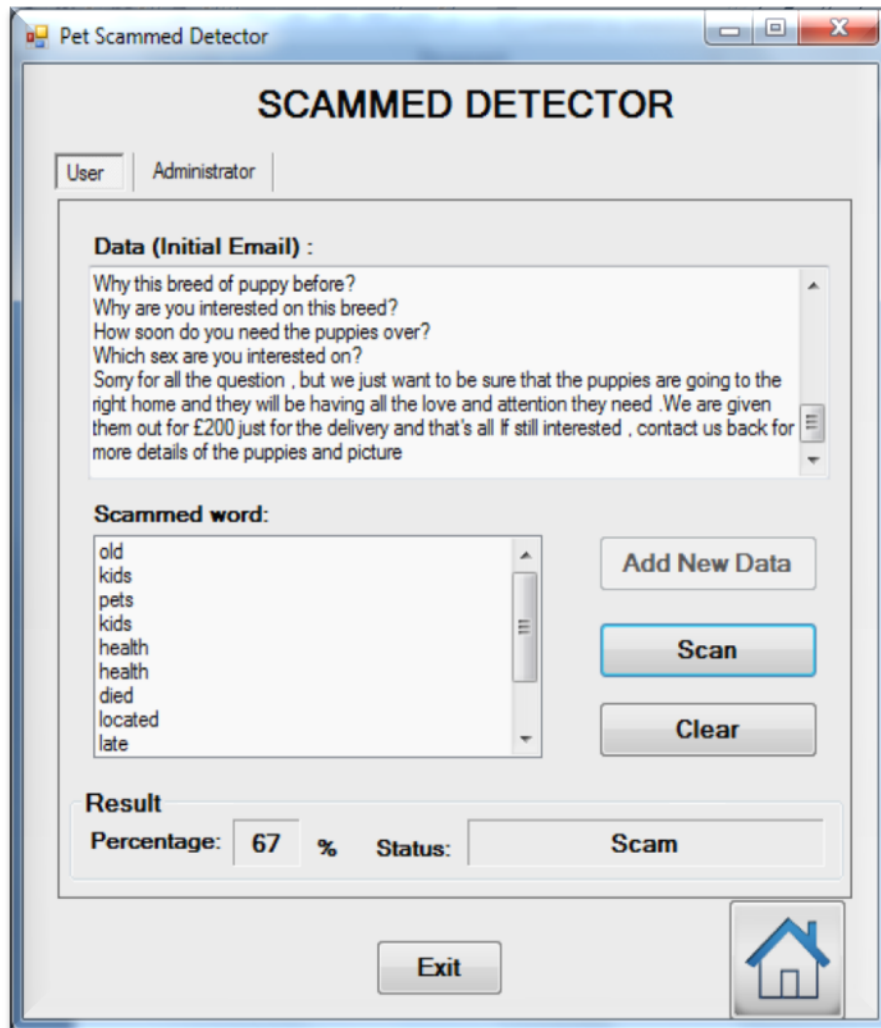 Pet Scammed Detector
SCAMMED DETECTOR
User
Administrator
Data (Initial Email) :
Why this breed of puppy before?
Why are you interested on this breed?
How soon do you need the puppies over?
Which sex are you interested on?
Sorry for all the question , but we just want to be sure that the puppies are going to the
right home and they will be having all the love and attention they need .We are given
them out for £200 just for the delivery and that's all If still interested , contact us back for
more details of the puppies and picture
Scammed word:
old
kids
pets
kids
health
health
died
located
late
Add New Data
Scan
Clear
Result
Percentage: 67 % Status: Scam
Exit